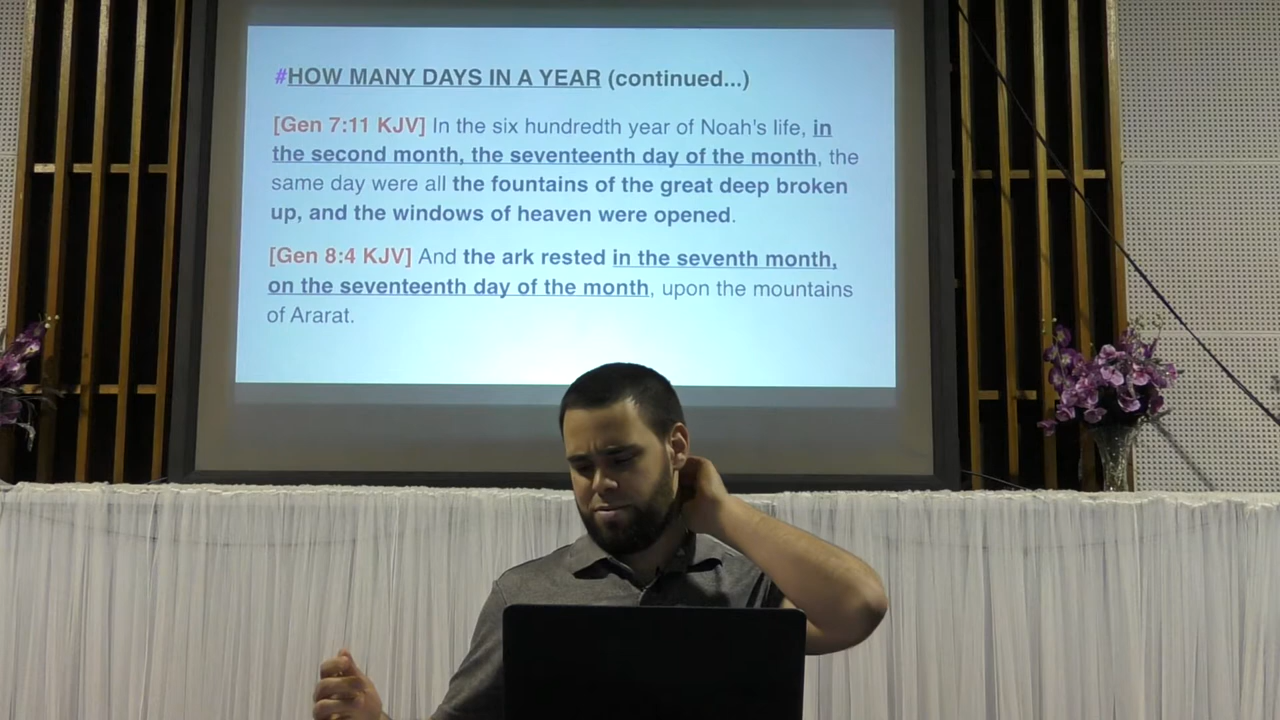 #HOW MANY DAYS IN A YEAR (continued...)
[Gen 7:11 KJV] In the six hundredth year of Noah's life, in
the second month, the seventeenth day of the month, the
same day were all the fountains of the great deep broken
up, and the windows of heaven were opened.
[Gen 8:4 KJV] And the ark rested in the seventh month,
on the seventeenth day of the month, upon the mountains
of Ararat.